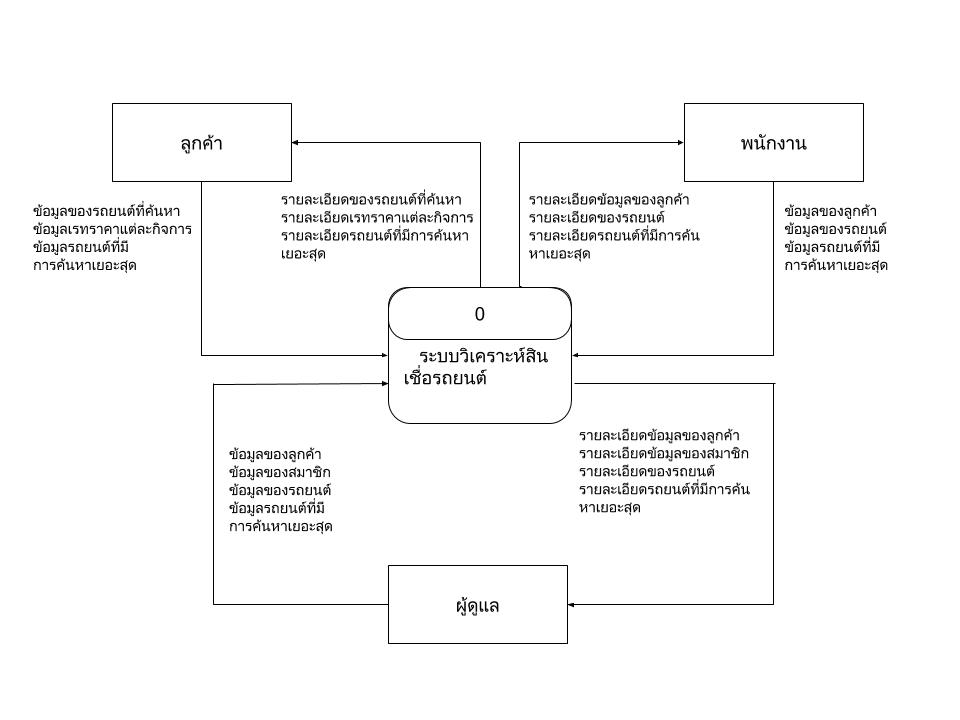 ลูกค้า
พนักงาน
ข้อมูลของรถยนต์ที่ค้นหา
ข้อมูลเรทราคาแต่ละกิจการ
ข้อมูลรถยนต์ที่มี
การค้นหาเยอะสุด
รายละเอียดของรถยนต์ที่ค้นหา
รายละเอียดเรทราคาแต่ละกิจการ
รายละเอียดรถยนต์ที่มีการค้นหา
เยอะสุด
รายละเอียดข้อมูลของลูกค้า
รายละเอียดของรถยนต์
รายละเอียดรถยนต์ที่มีการค้น
หาเยอะสุด
ข้อมูลของลูกค้า
ข้อมูลของรถยนต์
ข้อมูลรถยนต์ที่มี
การค้นหาเยอะสุด
0
ระบบวิเคราะห์สิน
เชื่อรถยนต์
ข้อมูลของลูกค้า
ข้อมูลของสมาชิก
ข้อมูลของรถยนต์
ข้อมูลรถยนต์ที่มี
การค้นหาเยอะสุด
รายละเอียดข้อมูลของลูกค้า
รายละเอียดข้อมูลของสมาชิก
รายละเอียดของรถยนต์
รายละเอียดรถยนต์ที่มีการค้น
หาเยอะสุด
ผู้ดูแล